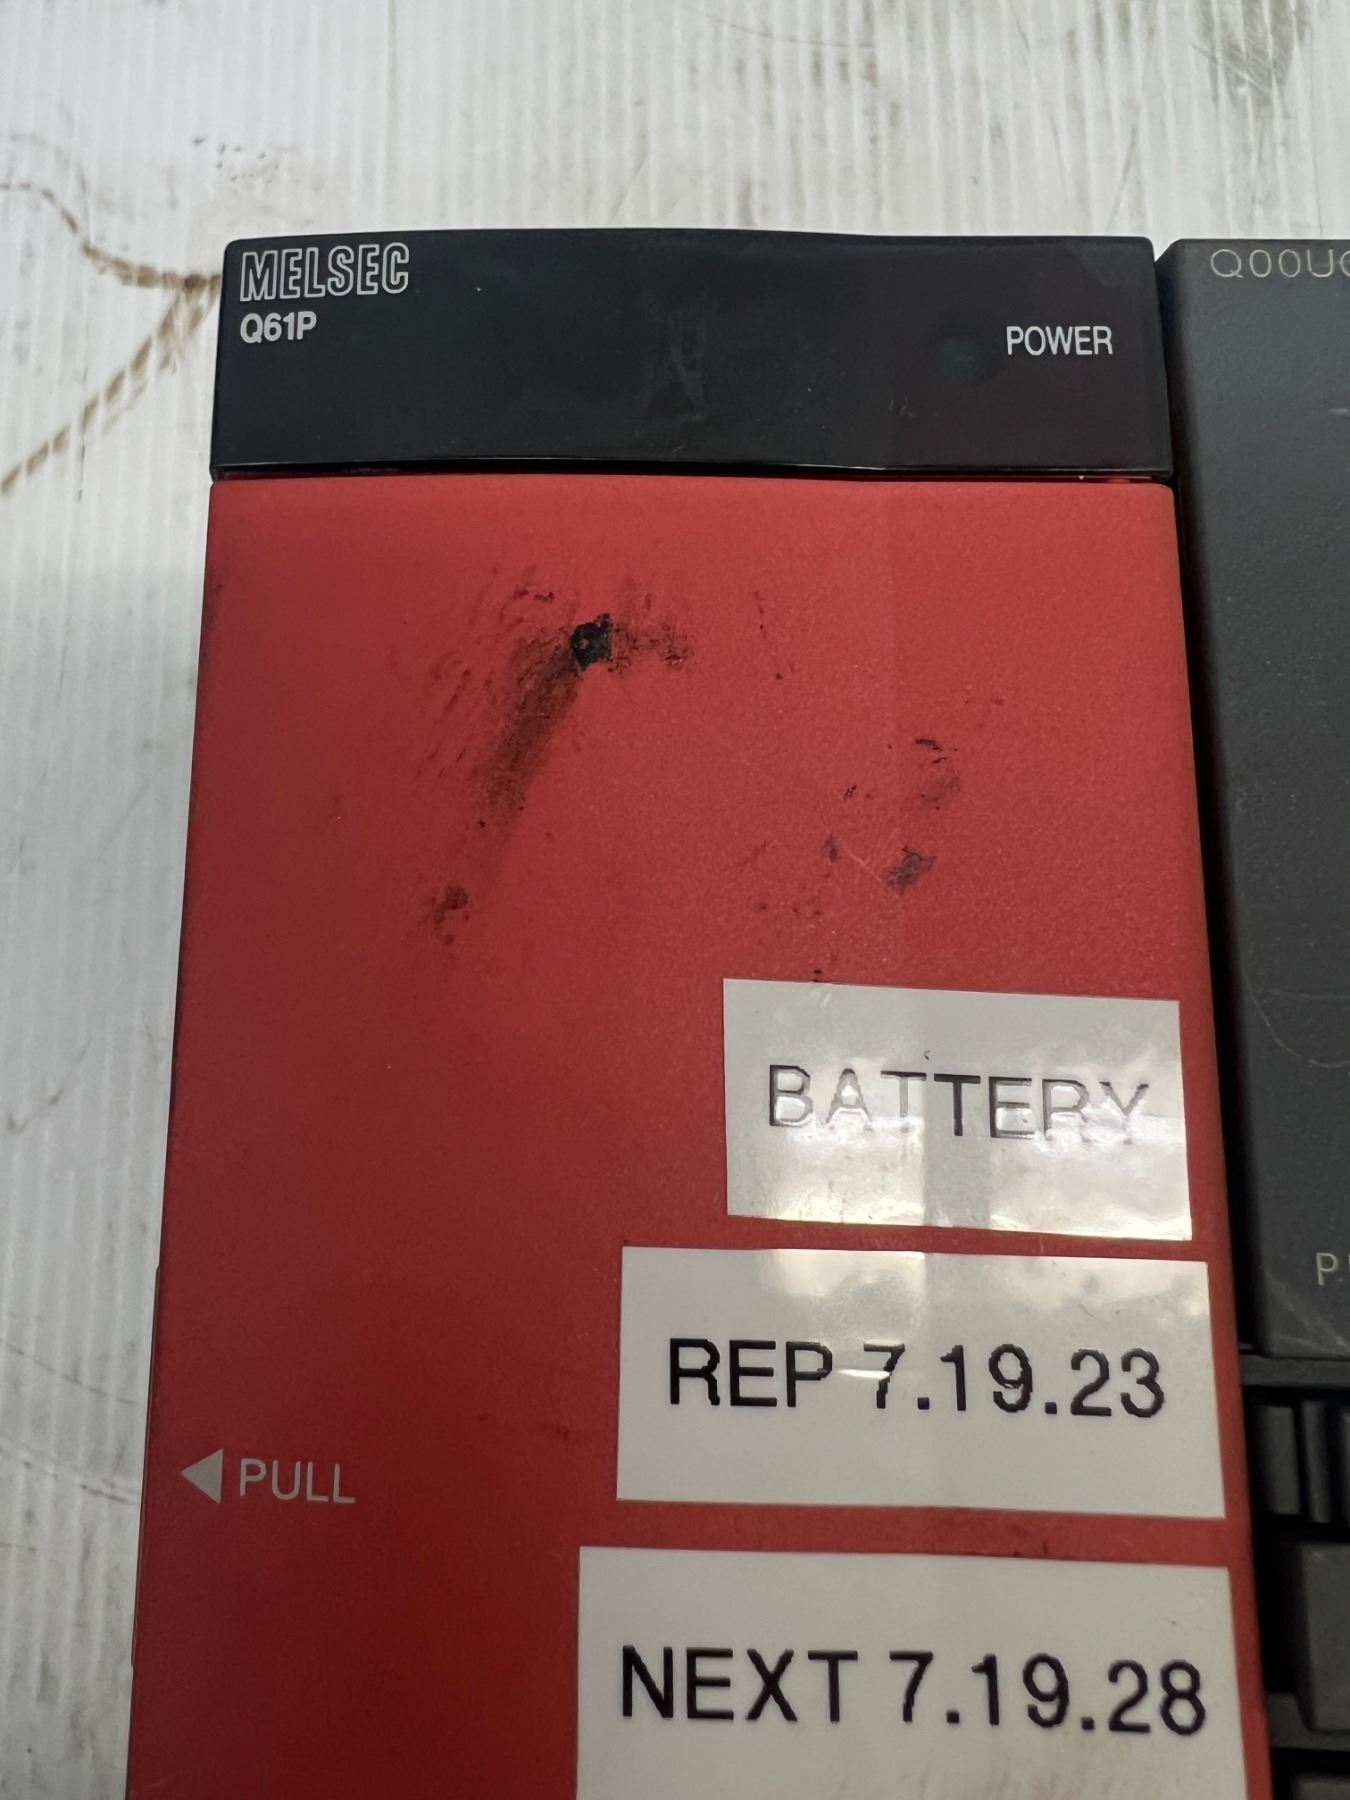 MELSEC
Q61P
POWER
Q00U
BATTERY
REP 7.19.23
PULL
NEXT 7.19.28